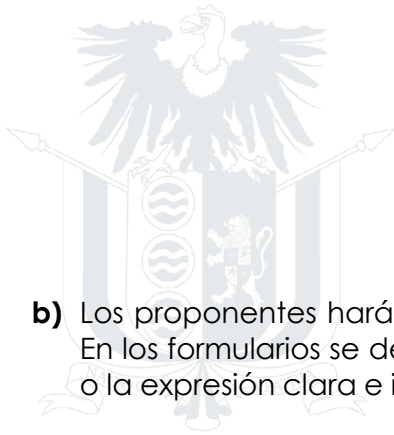 b) Los proponentes hará
En los formularios se de
o la expresión clara e i